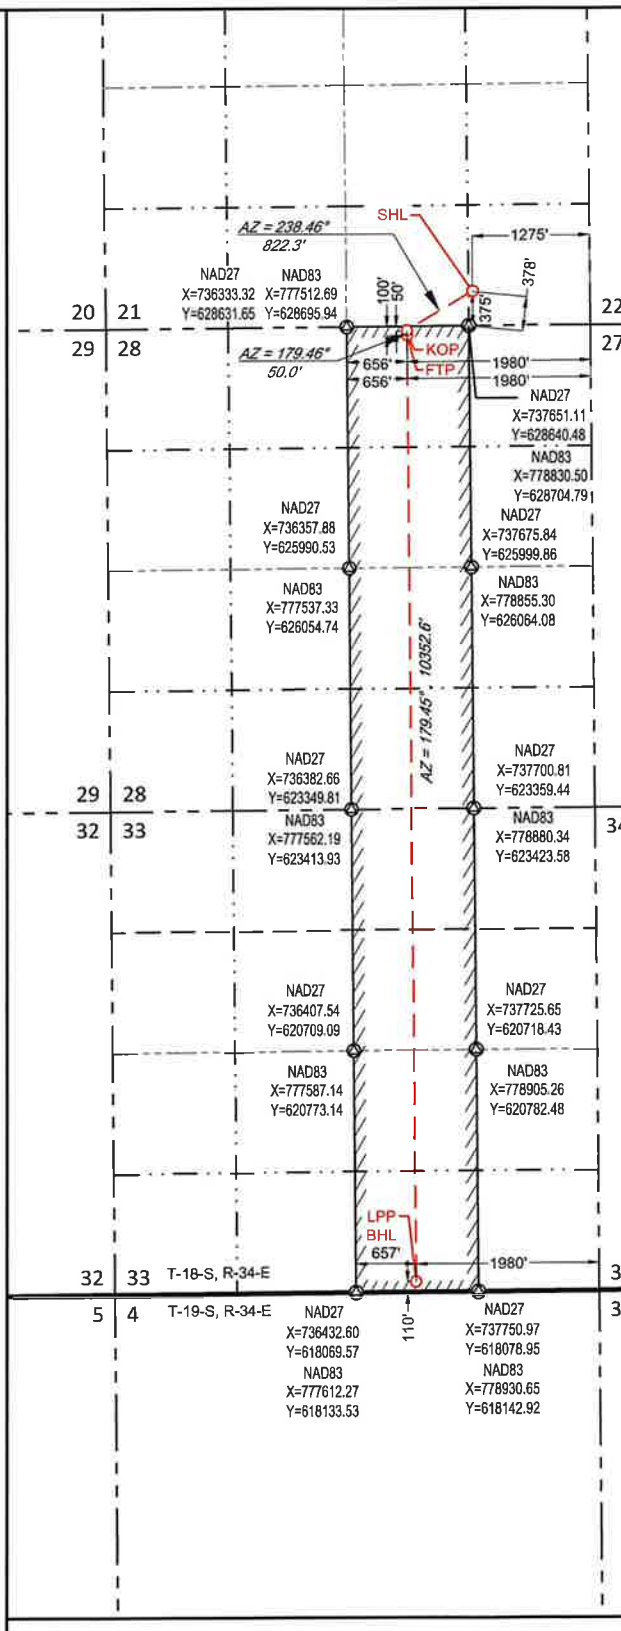 SHL
AZ = 238.46°
822.3'
1275'
378'
375'
NAD27
X=736333.32
Y=628631.65
NAD83
X=777512.69
Y=628695.94
100'
50'
20 21
29 28
22
27
AZ = 179.46°
50.0'
KOP
FTP
656'
1980'
656'
1980'
NAD27
X=737651.11
Y=628640.48
NAD83
X=778830.50
Y=628704.79
NAD27
X=736357.88
Y=625990.53
NAD83
X=777537.33
Y=626054.74
NAD27
X=737675.84
Y=625999.86
NAD83
X=778855.30
Y=626064.08
AZ = 179.45° 10352.6'
29 28
32 33
34
NAD27
X=736382.66
Y=623349.81
NAD83
X=777562.19
Y=623413.93
NAD27
X=737700.81
Y=623359.44
NAD83
X=778880.34
Y=623423.58
NAD27
X=736407.54
Y=620709.09
NAD83
X=777587.14
Y=620773.14
NAD27
X=737725.65
Y=620718.43
NAD83
X=778905.26
Y=620782.48
LPP
BHL
657'
1980'
110'
32 33
T-18-S, R-34-E
3
5 4
T-19-S, R-34-E
3
NAD27
X=736432.60
Y=618069.57
NAD83
X=777612.27
Y=618133.53
NAD27
X=737750.97
Y=618078.95
NAD83
X=778930.65
Y=618142.92